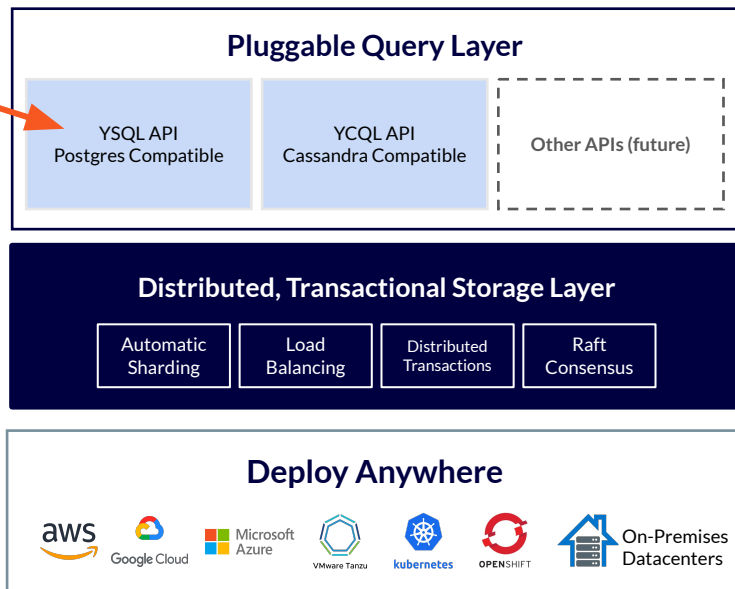 Pluggable Query Layer
YSQL API
Postgres Compatible
YCQL API
Cassandra Compatible
Other APIs (future)
Distributed, Transactional Storage Layer
Automatic
Sharding
Load
Balancing
Distributed
Transactions
Raft
Consensus
Deploy Anywhere
aws
Google Cloud
Microsoft
Azure
VMware Tanzu
kubernetes
OPENSHIFT
On-Premises
Datacenters